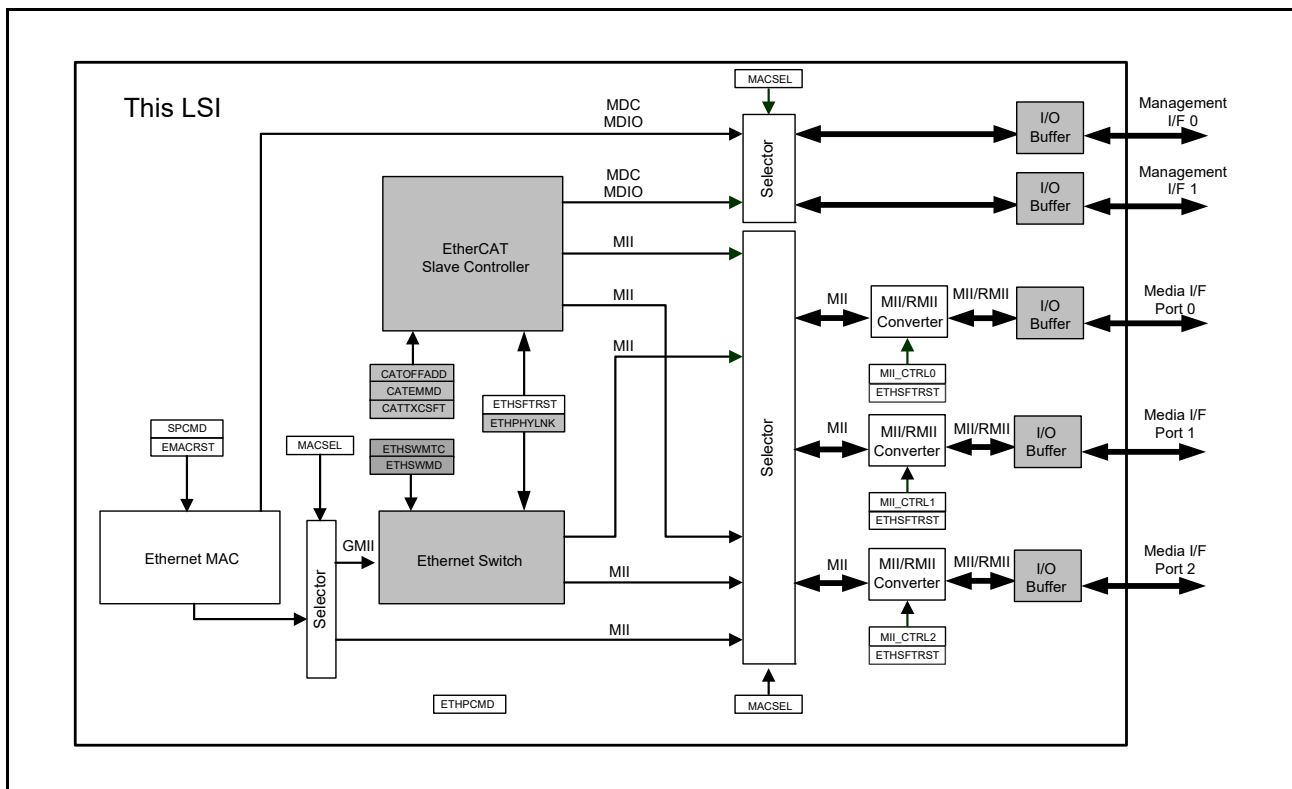 This LSI
MACSEL
MDC
MDIO
Selector
I/O
Buffer
Management
I/F 0
I/O
Buffer
Management
I/F 1
MDC
MDIO
EtherCAT
Slave Controller
MII
MII
MII
Selector
MII
MII/RMII
Converter
MII/RMII
I/O
Buffer
Media I/F
Port 0
MII_CTRL0
ETHSFTRST
CATOFFADD
CATEMMD
CATTXCSFT
ETHSFTRST
ETHPHYLNK
SPCMD
EMACRST
MACSEL
ETHSWMTC
ETHSWMD
MII
MII/RMII
Converter
MII/RMII
I/O
Buffer
Media I/F
Port 1
MII_CTRL1
ETHSFTRST
Ethernet MAC
Selector
GMII
Ethernet Switch
MII
MII
MII
MII/RMII
Converter
MII/RMII
I/O
Buffer
Media I/F
Port 2
MII_CTRL2
ETHSFTRST
ETHPCMD
MACSEL